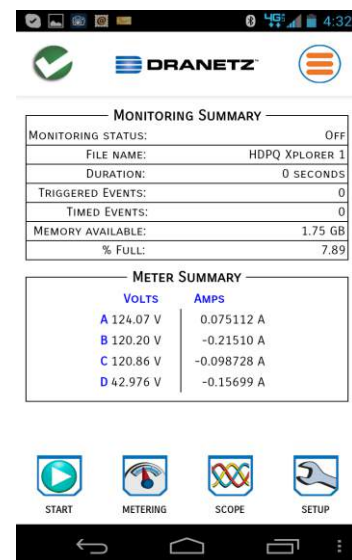 4G 4:32
DRANETZ
MONITORING SUMMARY
MONITORING STATUS: OFF
FILE NAME: HDPQ XPLORER 1
DURATION: 0 SECONDS
TRIGGERED EVENTS: 0
TIMED EVENTS: 0
MEMORY AVAILABLE: 1.75 GB
% FULL: 7.89
METER SUMMARY
VOLTS AMPS
A 124.07 V 0.075112 A
B 120.20 V -0.21510 A
C 120.86 V -0.098728 A
D 42.976 V -0.15699 A
START METERING SCOPE SETUP